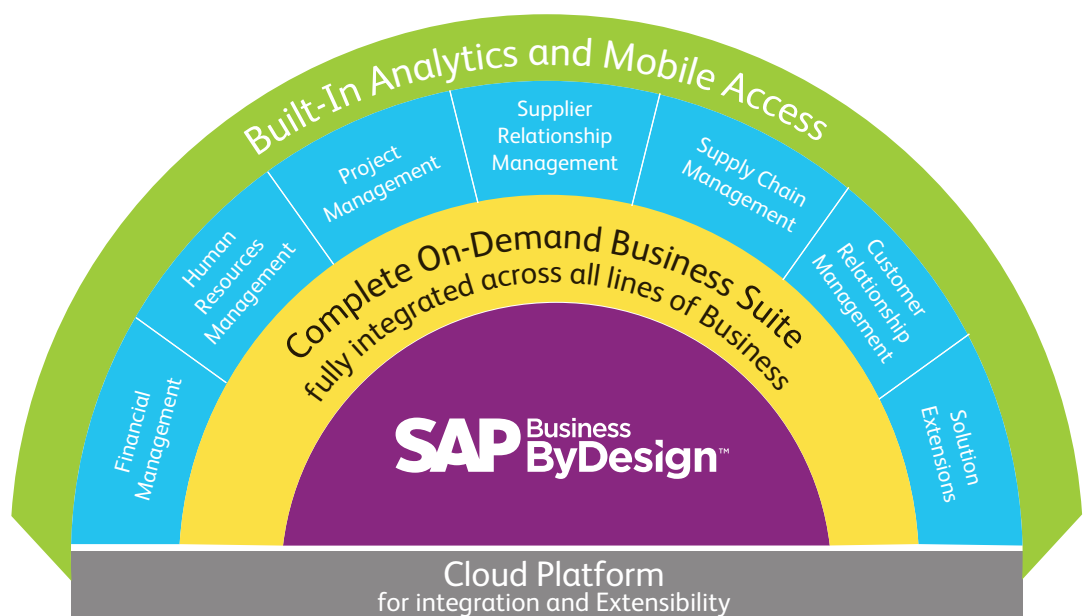 Built-In Analytics and Mobile Access
Financial
Management
Human
Resources
Management
Project
Management
Supplier
Relationship
Management
Supply Chain
Management
Customer
Relationship
Management
Solution
Extensions
Complete On-Demand Business Suite
fully integrated across all lines of Business
SAP Business
ByDesign™
Cloud Platform
for integration and Extensibility